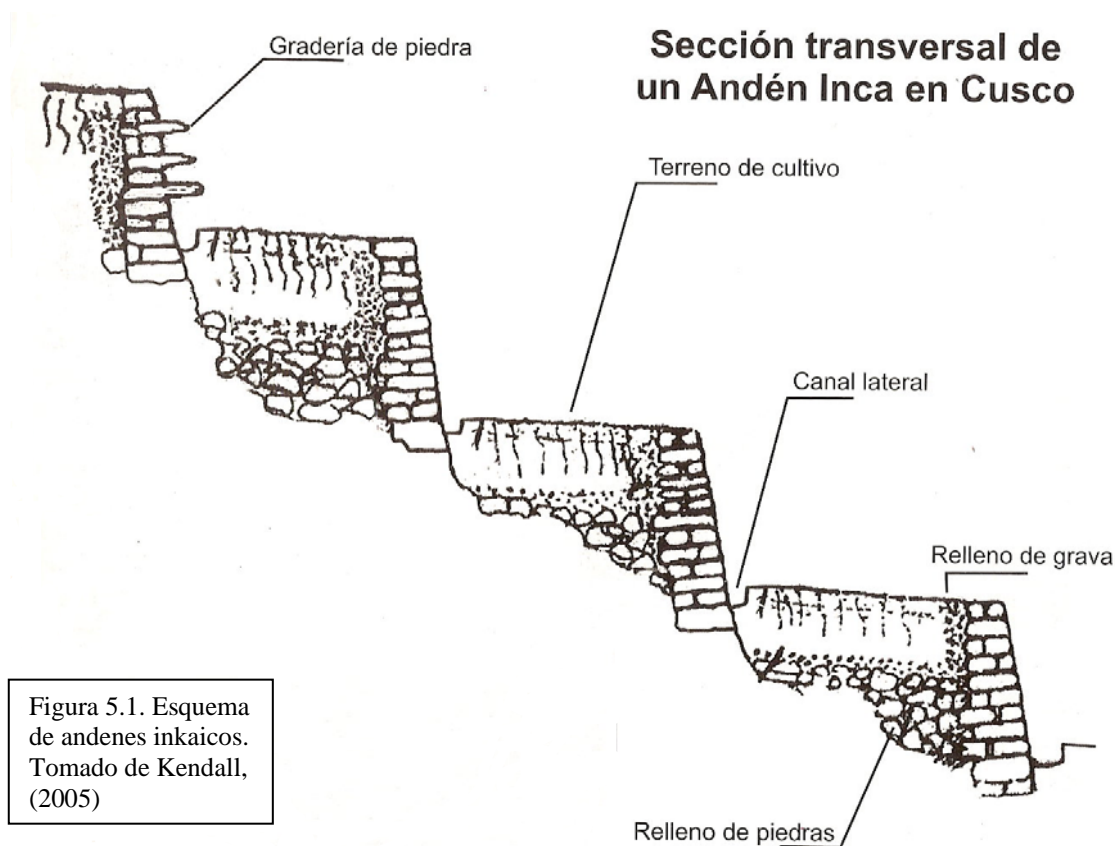 Gradería de piedra
Sección transversal de
un Andén Inca en Cusco
Terreno de cultivo
Canal lateral
Relleno de grava
Figura 5.1. Esquema
de andenes inkaicos.
Tomado de Kendall,
(2005)
Relleno de piedras